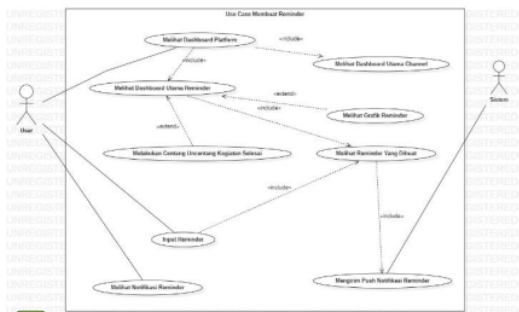 Use Case Membuat Reminder
Melihat Dashboard Platform
«include»
Melihat Dashboard Utama Channel
«include»
Melihat Dashboard Utama Reminder
«extend»
«include»
Melihat Grafik Reminder
User
Sistem
«extend»
Melakukan Centang Uncentang Kegiatan Selesai
Melihat Reminder Yang Dibuat
«include»
«include»
Input Reminder
Melihat Notifikasi Reminder
Mengirim Push Notifikasi Reminder
UNREGISTERED